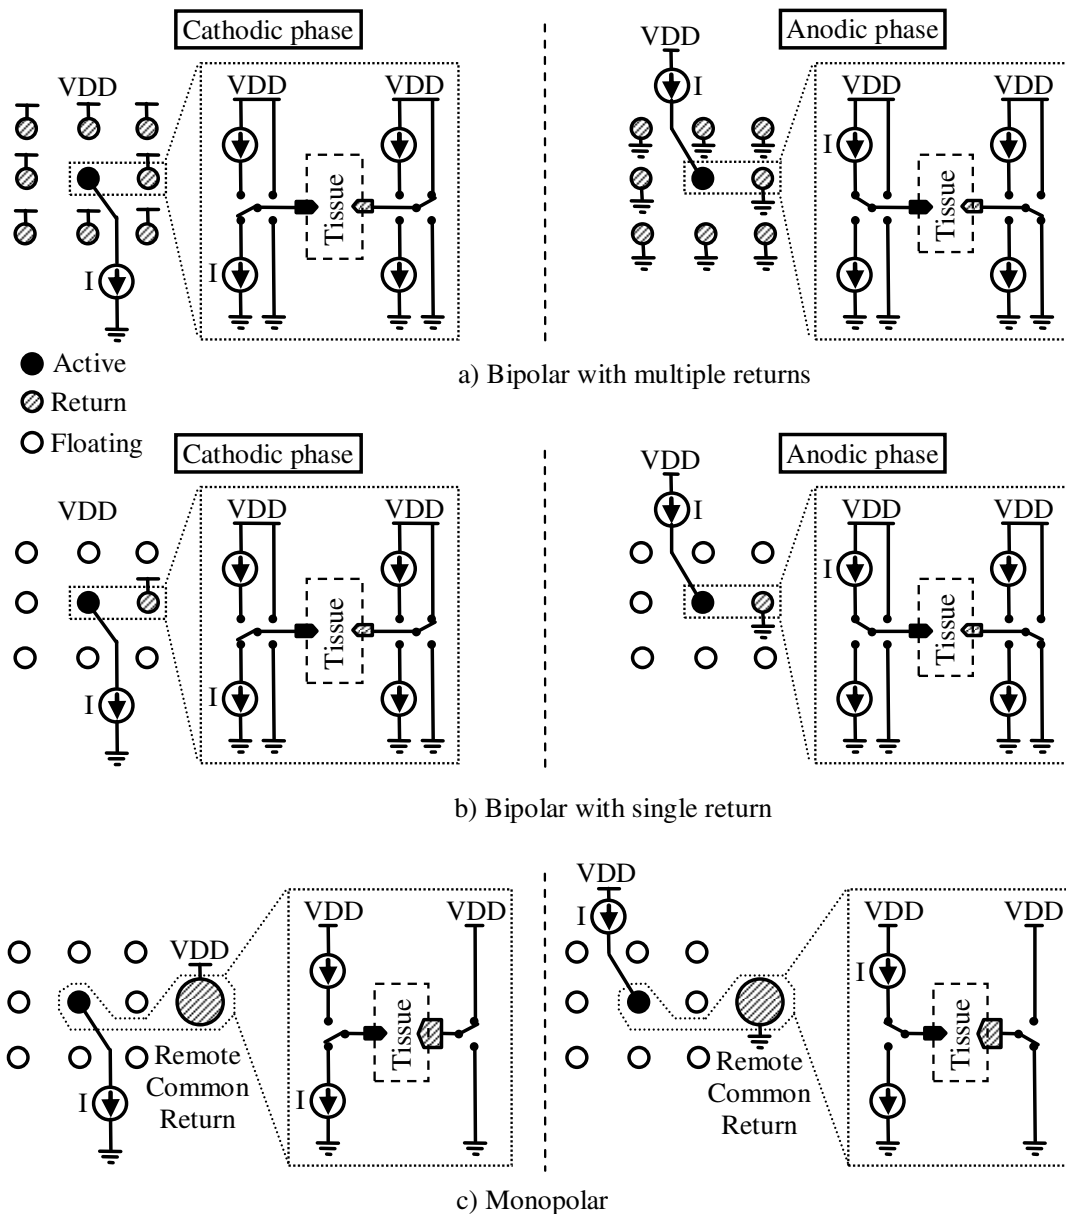 Cathodic phase
Anodic phase
VDD
VDD
VDD
VDD
VDD
VDD
I
I
Tissue
Tissue
I
I
Active
a) Bipolar with multiple returns
Return
Floating
Cathodic phase
Anodic phase
VDD
VDD
VDD
VDD
VDD
VDD
I
I
Tissue
Tissue
I
I
b) Bipolar with single return
VDD
VDD
VDD
VDD
VDD
VDD
I
I
Tissue
Tissue
Remote
Common
Return
Remote
Common
Return
I
I
c) Monopolar